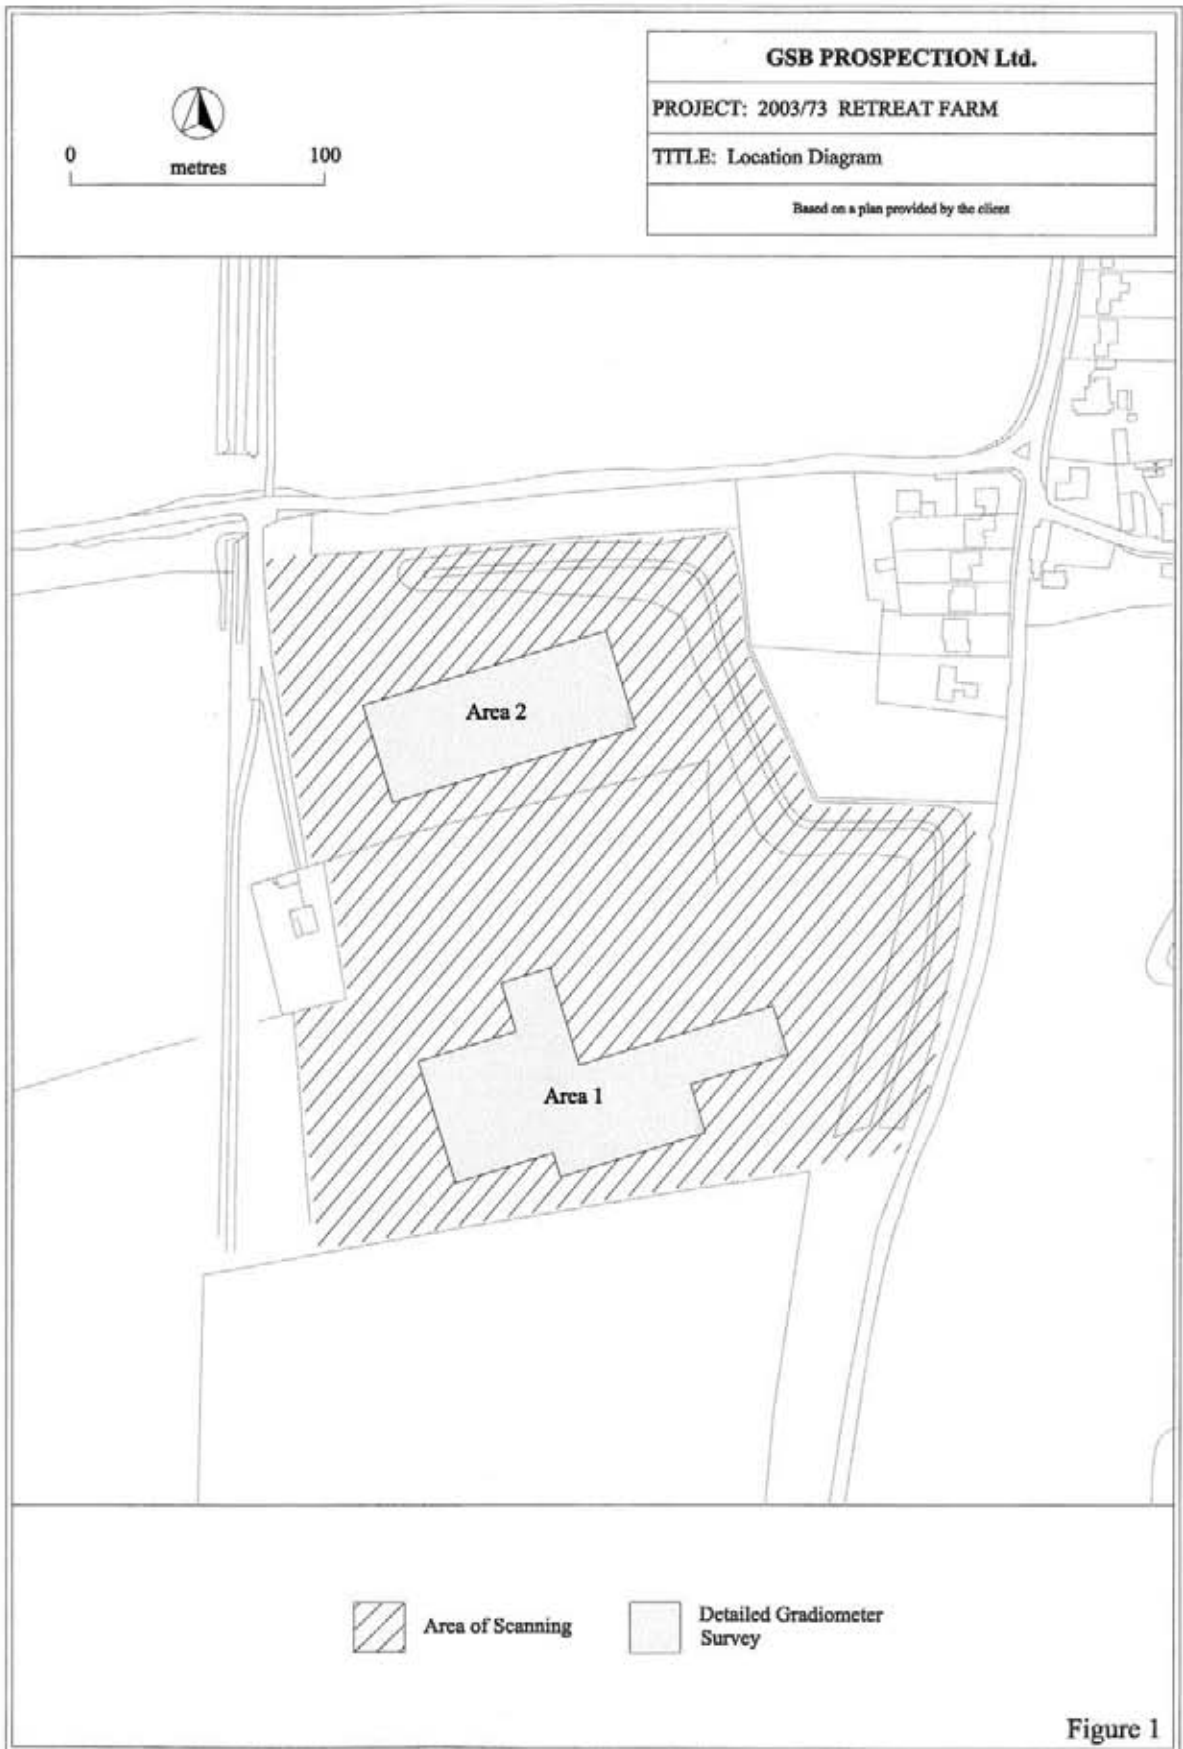 GSB PROSPECTION Ltd.
PROJECT: 2003/73 RETREAT FARM
TITLE: Location Diagram
Based on a plan provided by the client
0 100
metres
Area 2
Area 1
Area of Scanning
Detailed Gradiometer
Survey
Figure 1